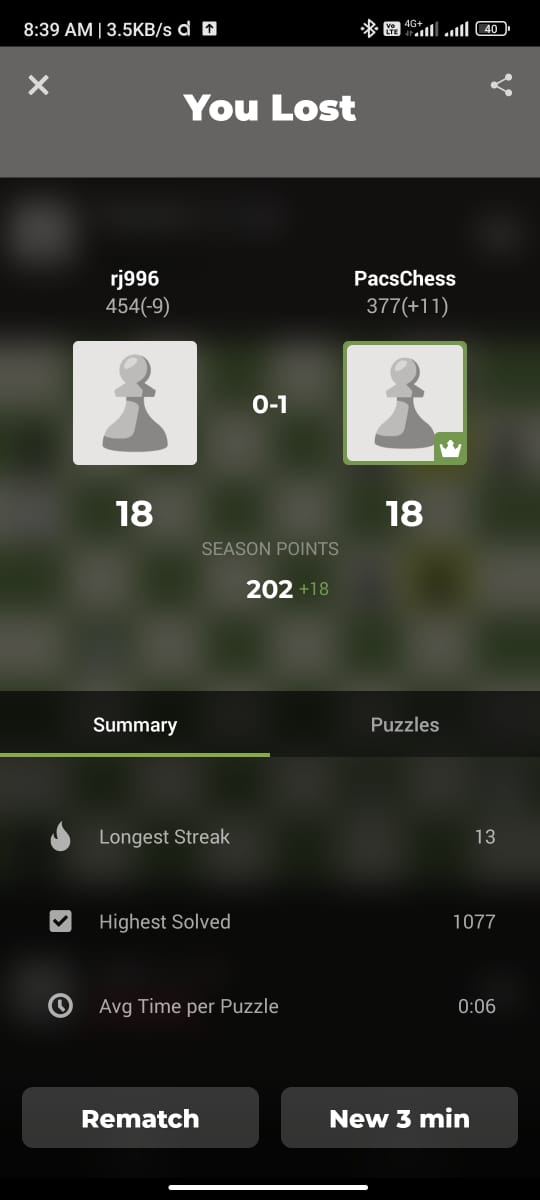 8:39 AM | 3.5KB/s d
Vo LTE 4G+ 40
You Lost
rj996 PacsChess
454(-9) 377(+11)
0-1
18 18
SEASON POINTS
202 +18
Summary Puzzles
Longest Streak 13
Highest Solved 1077
Avg Time per Puzzle 0:06
Rematch New 3 min